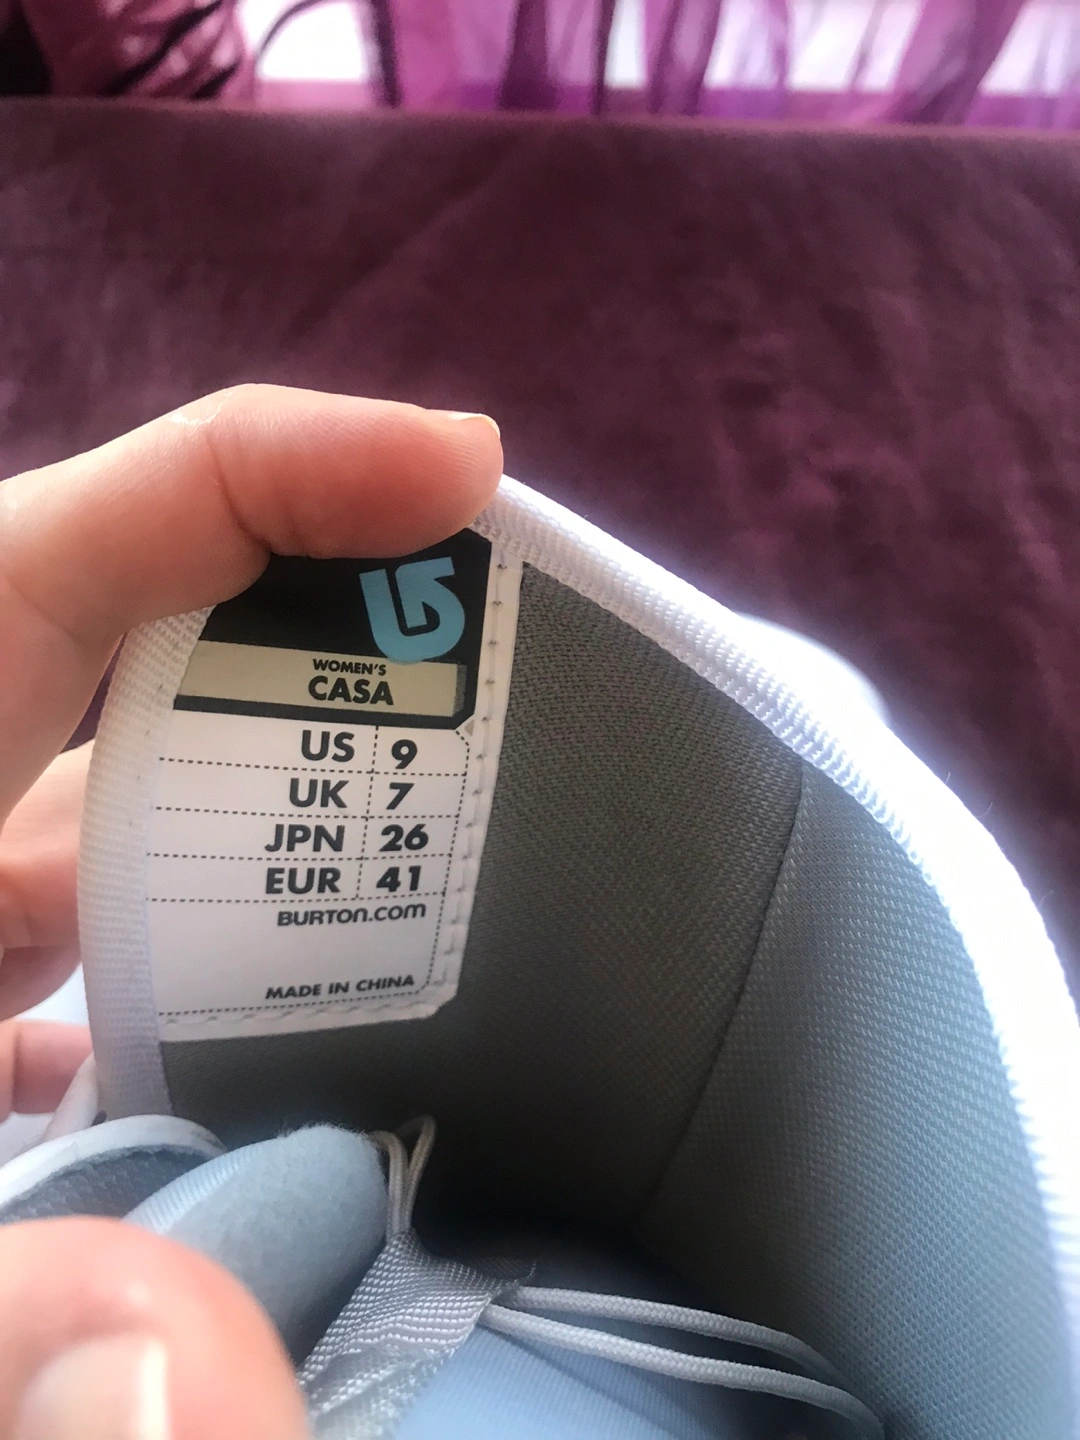 WOMEN'S
CASA
US 9
UK 7
JPN 26
EUR 41
BURTON.COM
MADE IN CHINA